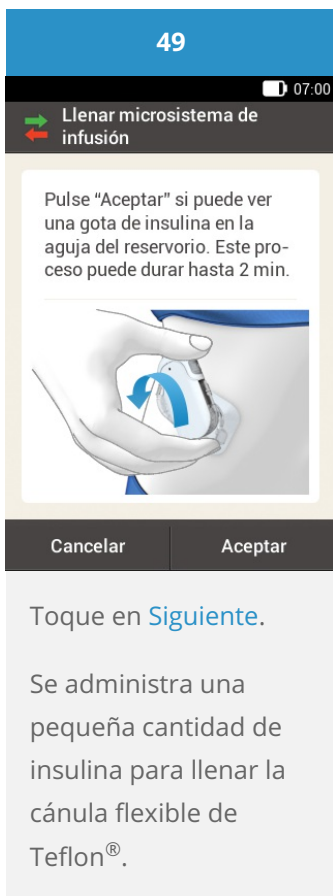 49
07:00
Llenar microsistema de
infusión
Pulse “Aceptar” si puede ver
una gota de insulina en la
aguja del reservorio. Este pro-
ceso puede durar hasta 2 min.
Cancelar Aceptar
Toque en Siguiente.
Se administra una
pequeña cantidad de
insulina para llenar la
cánula flexible de
Teflon®.